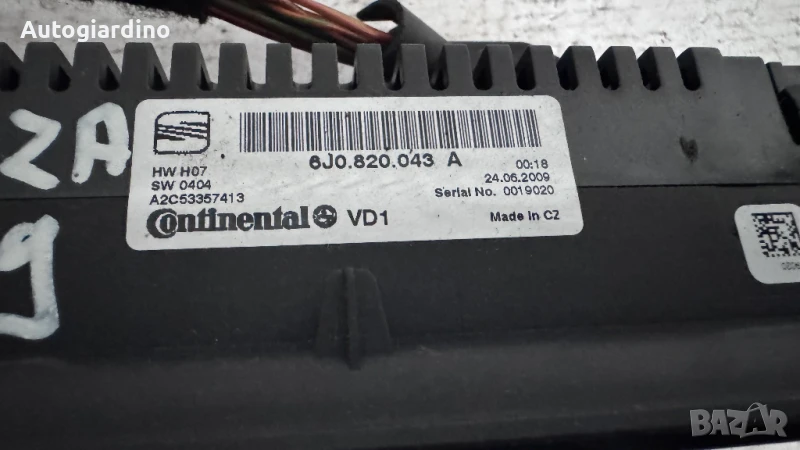 Autogiardino
ZA
9
6J0.820.043 A
HW H07
SW 0404
A2C53357413
00:18
24.06.2009
Serial No. 0019020
Continental VD1
Made in CZ
BAZAR